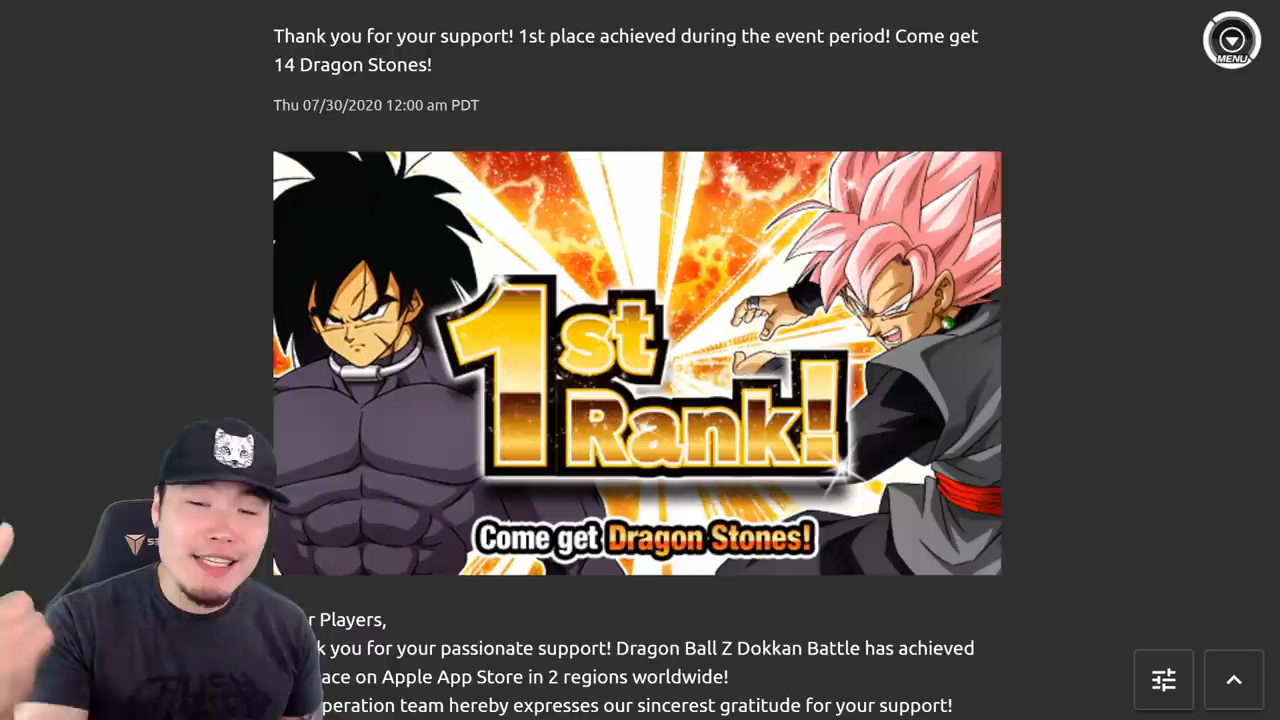 Thank you for your support! 1st place achieved during the event period! Come get
14 Dragon Stones!
MENU
Thu 07/30/2020 12:00 am PDT
1st
Rank!
Come get Dragon Stones!
r Players,
k you for your passionate support! Dragon Ball Z Dokkan Battle has achieved
ace on Apple App Store in 2 regions worldwide!
peration team hereby expresses our sincerest gratitude for your support!